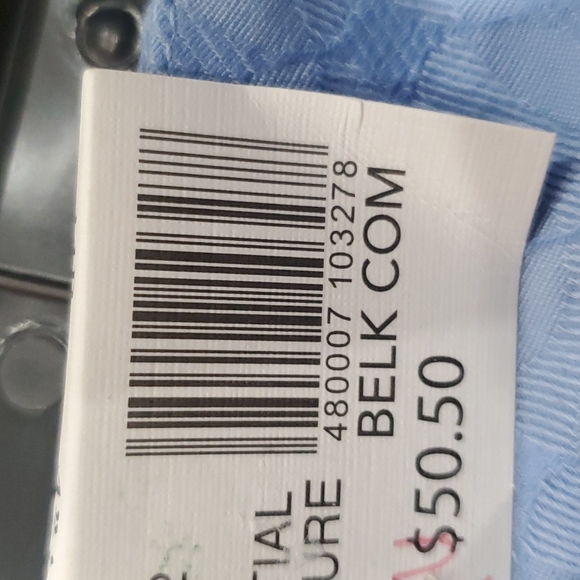 480007 103278
BELK COM
$50.50
TIAL
URE